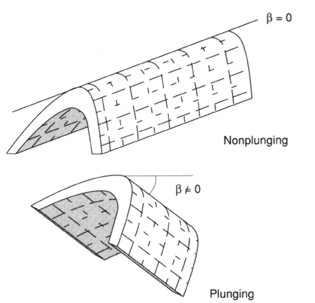 β = 0
Nonplunging
β ≠ 0
Plunging